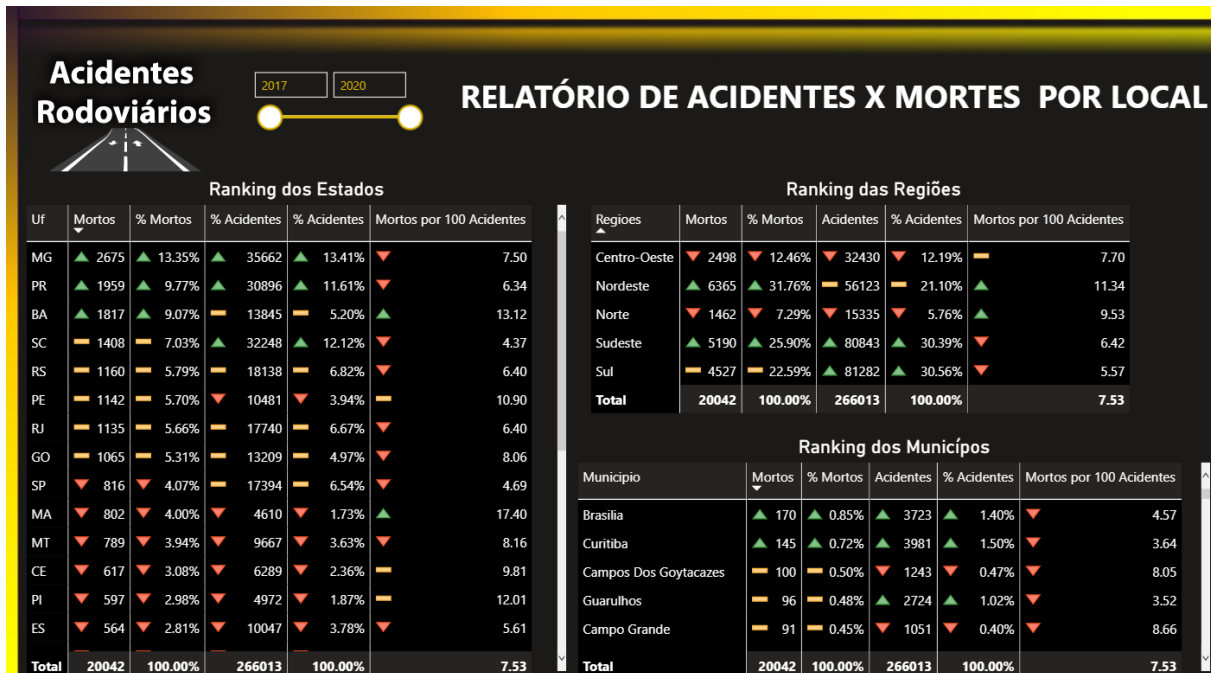 Acidentes
Rodoviários
2017 2020
RELATÓRIO DE ACIDENTES X MORTES POR LOCAL
Ranking dos Estados
Uf Mortos % Mortos % Acidentes % Acidentes Mortos por 100 Acidentes
MG 2675 13.35% 35662 13.41% 7.50
PR 1959 9.77% 30896 11.61% 6.34
BA 1817 9.07% 13845 5.20% 13.12
SC 1408 7.03% 32248 12.12% 4.37
RS 1160 5.79% 18138 6.82% 6.40
PE 1142 5.70% 10481 3.94% 10.90
RJ 1135 5.66% 17740 6.67% 6.40
GO 1065 5.31% 13209 4.97% 8.06
SP 816 4.07% 17394 6.54% 4.69
MA 802 4.00% 4610 1.73% 17.40
MT 789 3.94% 9667 3.63% 8.16
CE 617 3.08% 6289 2.36% 9.81
PI 597 2.98% 4972 1.87% 12.01
ES 564 2.81% 10047 3.78% 5.61
Total 20042 100.00% 266013 100.00% 7.53
Ranking das Regiões
Regioes Mortos % Mortos Acidentes % Acidentes Mortos por 100 Acidentes
Centro-Oeste 2498 12.46% 32430 12.19% 7.70
Nordeste 6365 31.76% 56123 21.10% 11.34
Norte 1462 7.29% 15335 5.76% 9.53
Sudeste 5190 25.90% 80843 30.39% 6.42
Sul 4527 22.59% 81282 30.56% 5.57
Total 20042 100.00% 266013 100.00% 7.53
Ranking dos Municípos
Municipio Mortos % Mortos Acidentes % Acidentes Mortos por 100 Acidentes
Brasilia 170 0.85% 3723 1.40% 4.57
Curitiba 145 0.72% 3981 1.50% 3.64
Campos Dos Goytacazes 100 0.50% 1243 0.47% 8.05
Guarulhos 96 0.48% 2724 1.02% 3.52
Campo Grande 91 0.45% 1051 0.40% 8.66
Total 20042 100.00% 266013 100.00% 7.53